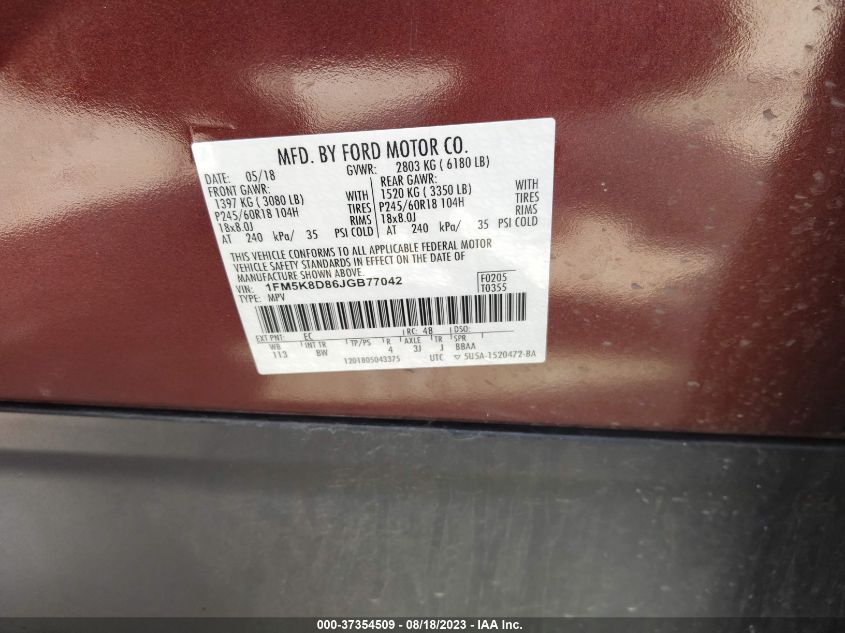 MFD. BY FORD MOTOR CO.
DATE: 05/18 GVWR: 2803 KG ( 6180 LB)
FRONT GAWR: REAR GAWR:
1397 KG ( 3080 LB) WITH 1520 KG ( 3350 LB) WITH
P245/60R18 104H TIRES P245/60R18 104H TIRES
18x8.0J RIMS 18x8.0J RIMS
AT 240 kPa/ 35 PSI COLD AT 240 kPa/ 35 PSI COLD
THIS VEHICLE CONFORMS TO ALL APPLICABLE FEDERAL MOTOR
VEHICLE SAFETY STANDARDS IN EFFECT ON THE DATE OF
MANUFACTURE SHOWN ABOVE.
VIN: 1FM5K8D86JGB77042 F0205
TYPE: MPV T0355
EXT PNT: EC RC: 48 DSO:
WB INT TR TP/PS R AXLE TR SPR
113 BW 4 3J J BBAA
1201805043375 UTC ▽ 5U5A-1520472-BA
000-37354509 - 08/18/2023 - IAA Inc. Copyright